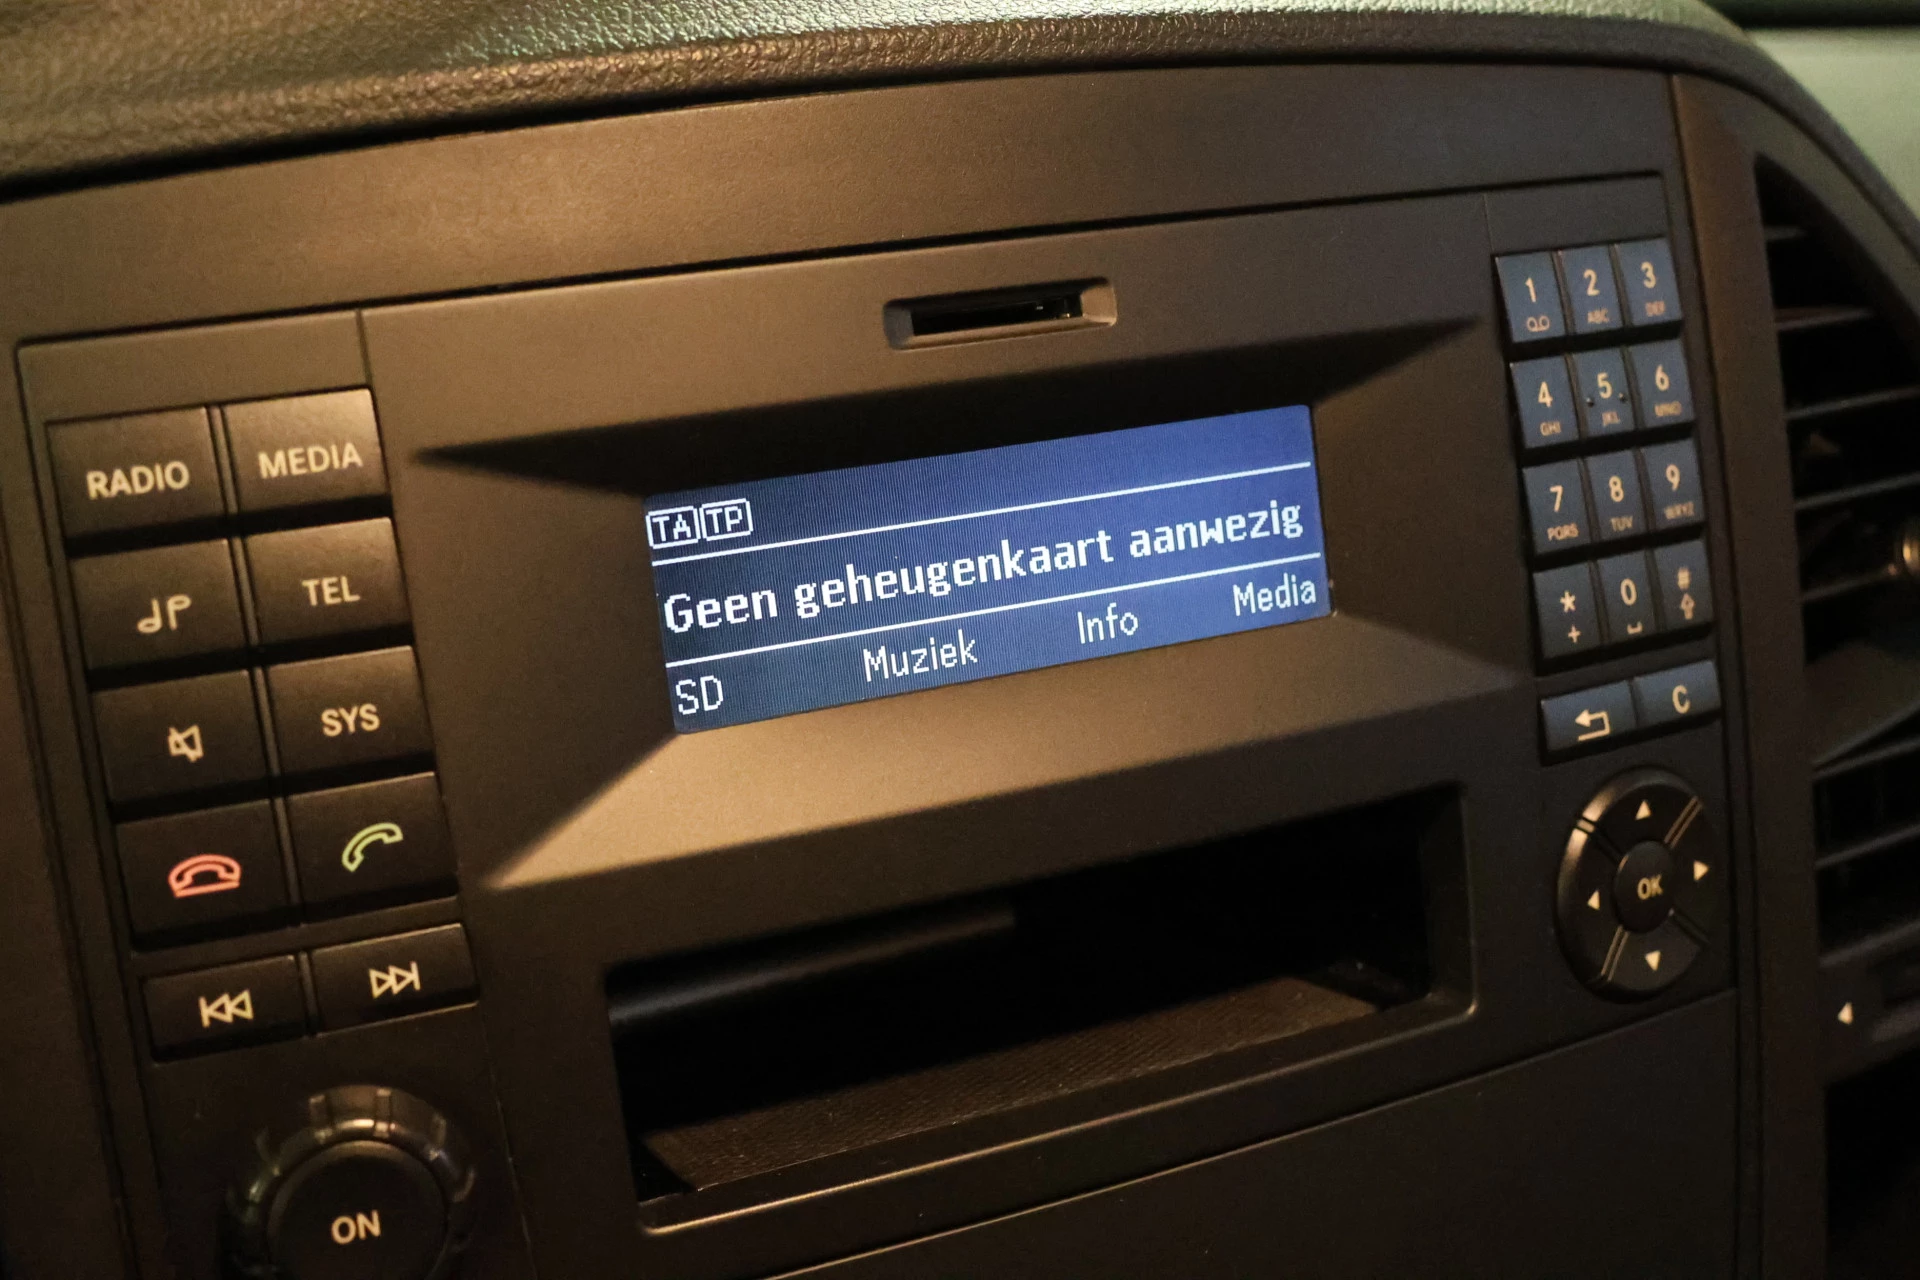 RADIO
MEDIA
TEL
SYS
ON
TA TP
Geen geheugenkaart aanwezig
SD Muziek Info Media
1 2 3
ABC DEF
4 5 6
GHI JKL MNO
7 8 9
PQRS TUV WXYZ
* 0 #
+
C
OK